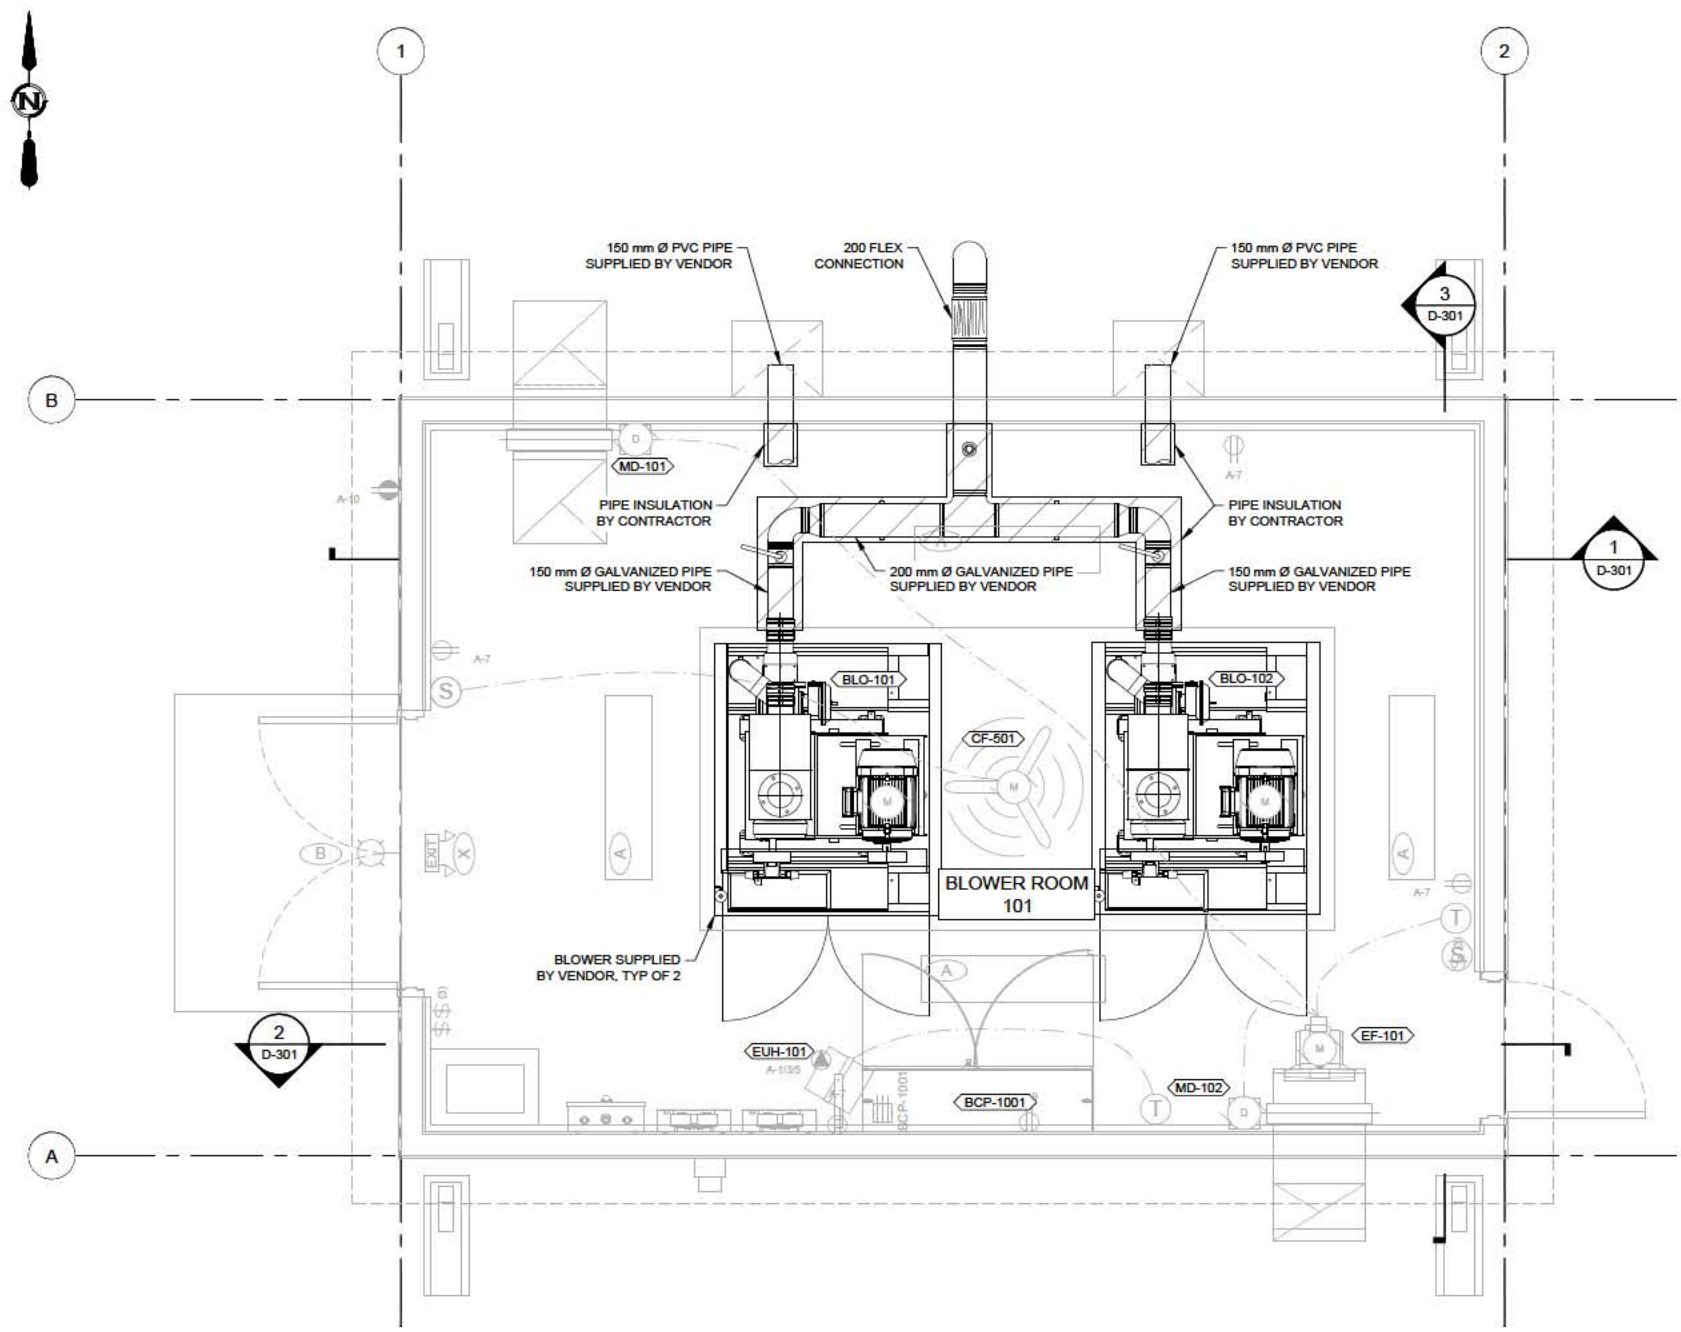 1
2
N
150 mm Ø PVC PIPE
SUPPLIED BY VENDOR
200 FLEX
CONNECTION
150 mm Ø PVC PIPE
SUPPLIED BY VENDOR
3
D-301
B
D
MD-101
A-7
A-10
PIPE INSULATION
BY CONTRACTOR
PIPE INSULATION
BY CONTRACTOR
A
1
D-301
150 mm Ø GALVANIZED PIPE
SUPPLIED BY VENDOR
200 mm Ø GALVANIZED PIPE
SUPPLIED BY VENDOR
150 mm Ø GALVANIZED PIPE
SUPPLIED BY VENDOR
A-7
S
BLO-101
BLO-102
CF-501
M
M
M
B
EXIT
X
A
A
A-7
BLOWER ROOM
101
T
S
BLOWER SUPPLIED
BY VENDOR, TYP OF 2
A
(3)
2
D-301
EUH-101
A-1/3/5
EF-101
M
MD-102
A-7
BCP-1001
BCP-1001
T
D
A